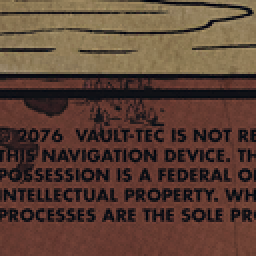 © 2076 VAULT-TEC IS NOT RE
THIS NAVIGATION DEVICE. TH
POSSESSION IS A FEDERAL O
INTELLECTUAL PROPERTY. WH
PROCESSES ARE THE SOLE PRO